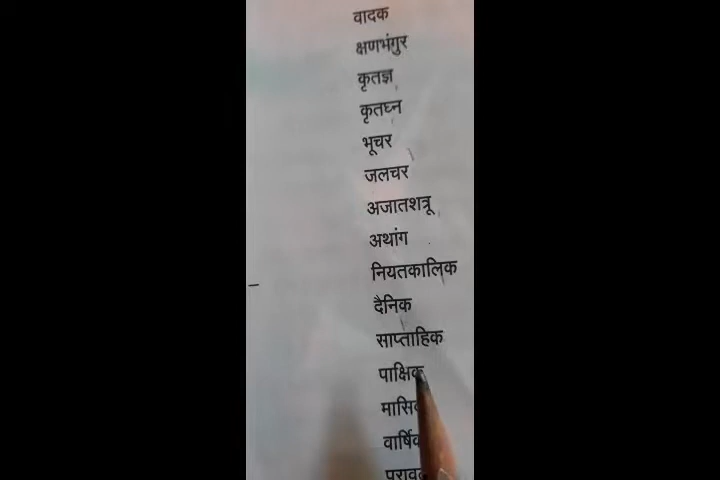 वादक
क्षणभंगुर
कृतज्ञ
कृतघ्न
भूचर
जलचर
अजातशत्रू
अथांग
नियतकालिक
दैनिक
साप्ताहिक
पाक्षिक